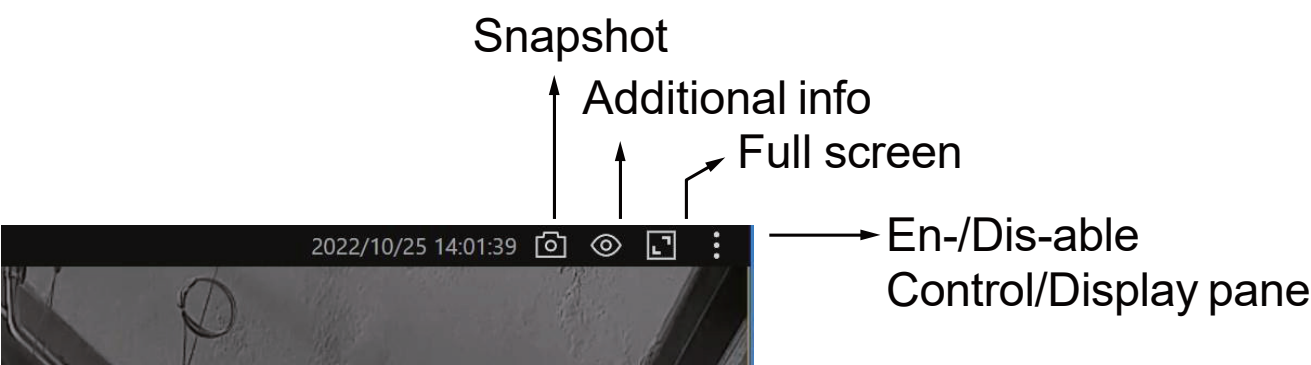 Snapshot
Additional info
Full screen
2022/10/25 14:01:39
En-/Dis-able
Control/Display pane